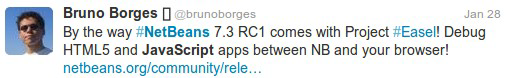 Bruno Borges @brunoborges Jan 28
By the way #NetBeans 7.3 RC1 comes with Project #Easel! Debug
HTML5 and JavaScript apps between NB and your browser!
netbeans.org/community/rele…